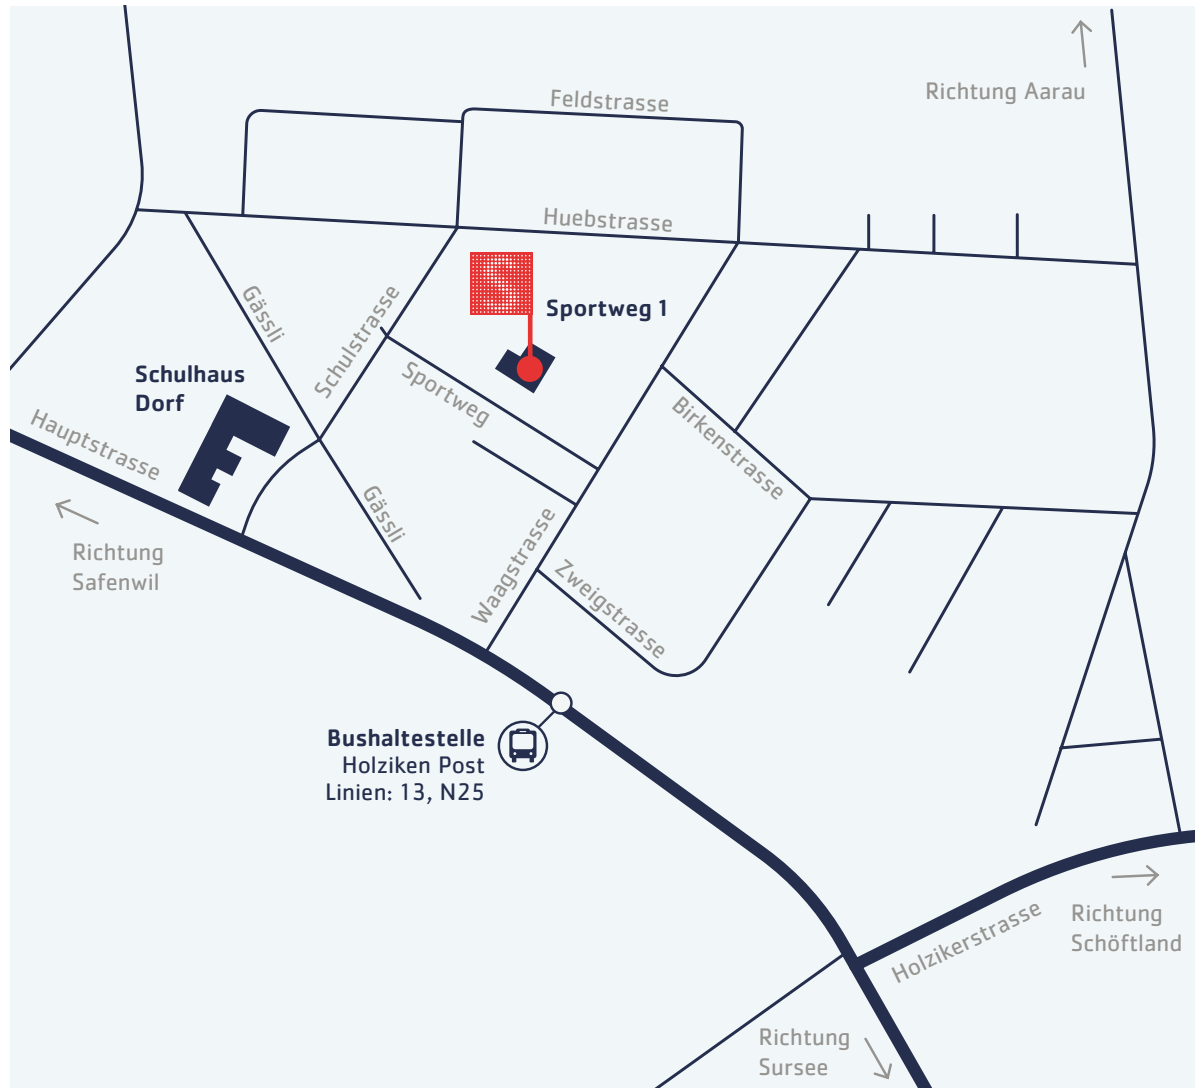 Richtung Aarau
Feldstrasse
Huebstrasse
Gässli
Schulstrasse
Sportweg 1
Schulhaus
Dorf
Sportweg
Hauptstrasse
Birkenstrasse
Gässli
Waagstrasse
Zweigstrasse
Richtung
Safenwil
Bushaltestelle
Holziken Post
Linien: 13, N25
Holzikerstrasse
Richtung
Schöftland
Richtung
Sursee